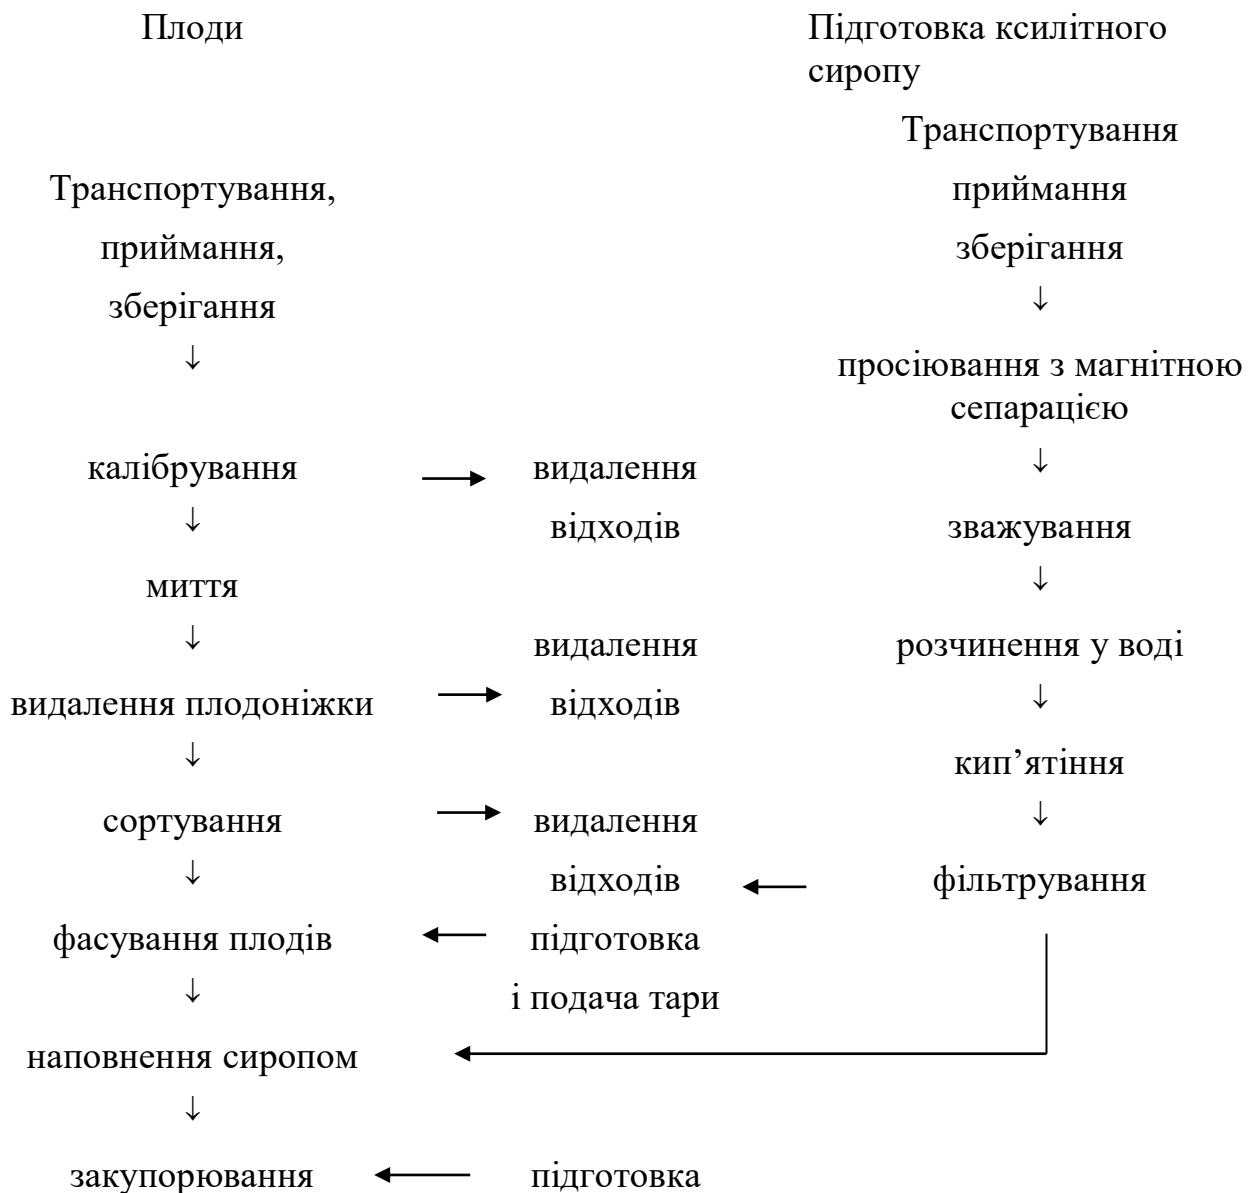 Плоди
Підготовка ксилітного
сиропу
Транспортування
Транспортування,
приймання
приймання,
зберігання
зберігання
↓
↓
просіювання з магнітною
сепарацією
калібрування → видалення
↓
↓
відходів
зважування
миття
↓
↓
видалення
розчинення у воді
видалення плодоніжки → відходів
↓
↓
кип’ятіння
сортування → видалення
↓
↓
відходів ← фільтрування
фасування плодів ← підготовка
↓
і подача тари
наповнення сиропом ←
↓
закупорювання ← підготовка